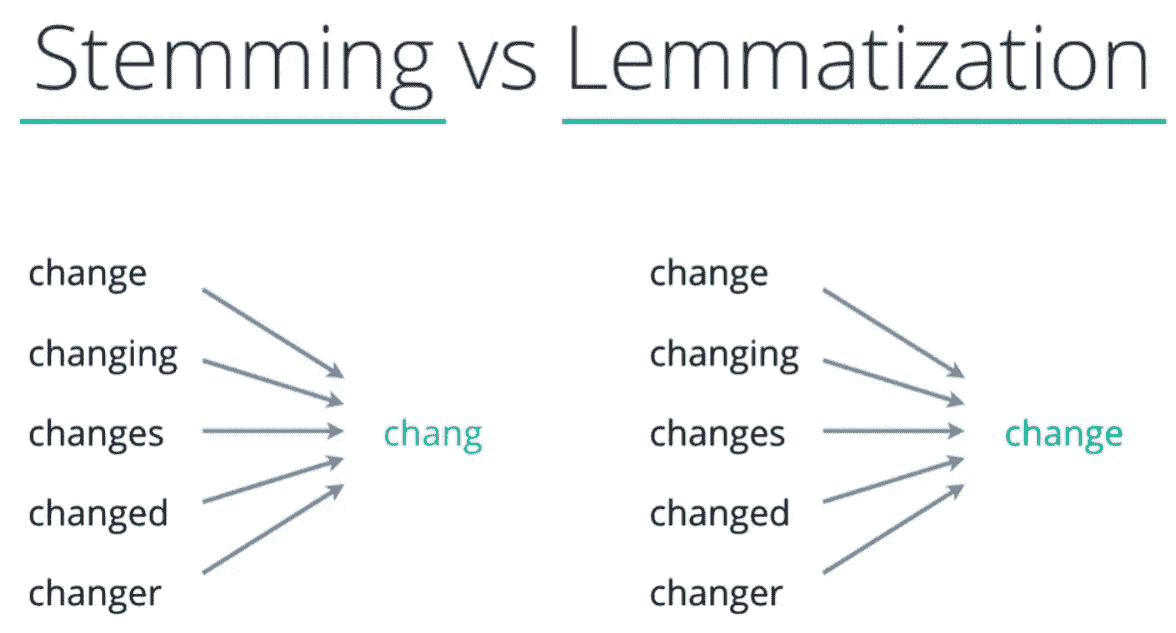 Stemming vs Lemmatization
change
changing
changes
changed
changer
chang
change
changing
changes
changed
changer
change